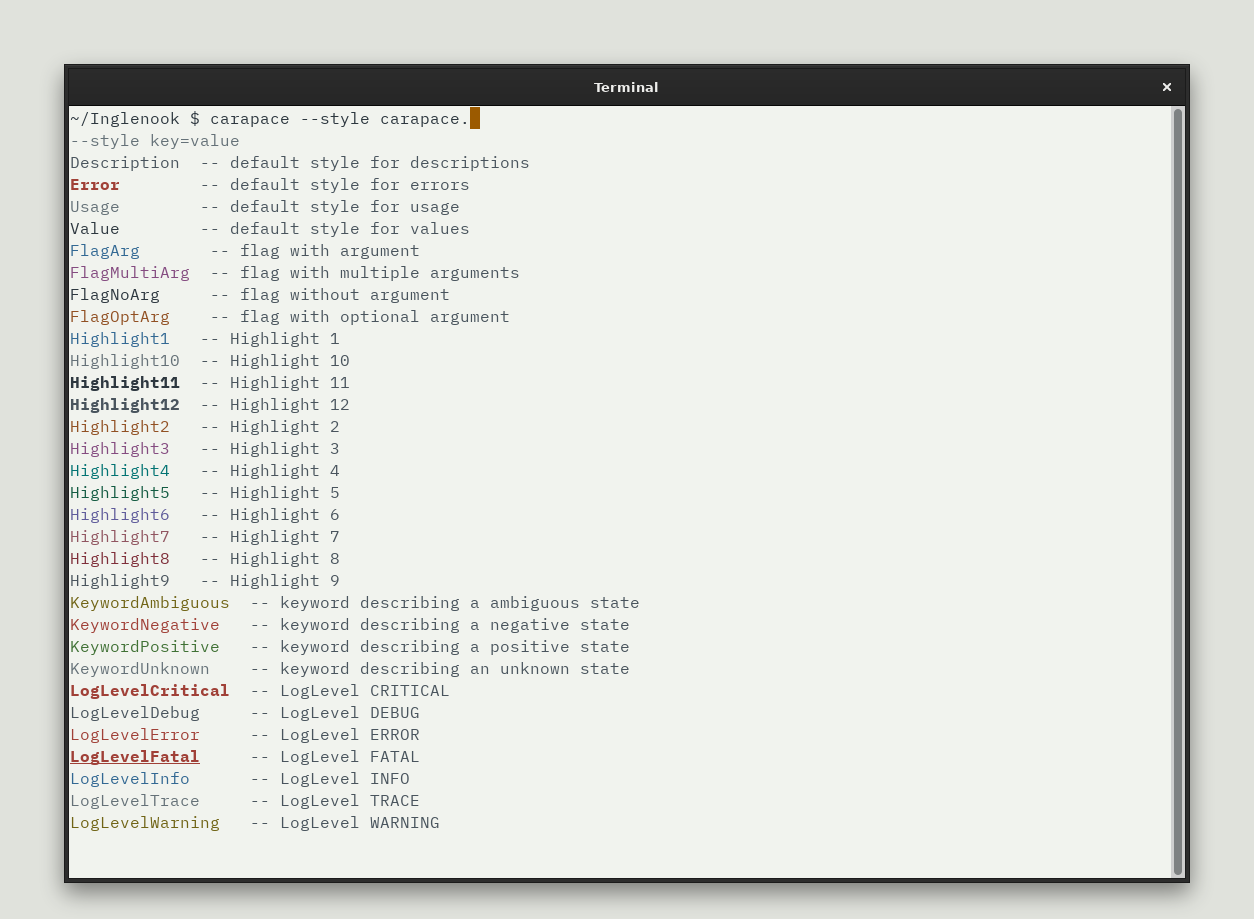 Terminal ×
~/Inglenook $ carapace --style carapace.
--style key=value
Description  -- default style for descriptions
Error        -- default style for errors
Usage        -- default style for usage
Value        -- default style for values
FlagArg       -- flag with argument
FlagMultiArg  -- flag with multiple arguments
FlagNoArg     -- flag without argument
FlagOptArg    -- flag with optional argument
Highlight1   -- Highlight 1
Highlight10  -- Highlight 10
Highlight11  -- Highlight 11
Highlight12  -- Highlight 12
Highlight2   -- Highlight 2
Highlight3   -- Highlight 3
Highlight4   -- Highlight 4
Highlight5   -- Highlight 5
Highlight6   -- Highlight 6
Highlight7   -- Highlight 7
Highlight8   -- Highlight 8
Highlight9   -- Highlight 9
KeywordAmbiguous  -- keyword describing a ambiguous state
KeywordNegative   -- keyword describing a negative state
KeywordPositive   -- keyword describing a positive state
KeywordUnknown    -- keyword describing an unknown state
LogLevelCritical  -- LogLevel CRITICAL
LogLevelDebug     -- LogLevel DEBUG
LogLevelError     -- LogLevel ERROR
LogLevelFatal     -- LogLevel FATAL
LogLevelInfo      -- LogLevel INFO
LogLevelTrace     -- LogLevel TRACE
LogLevelWarning   -- LogLevel WARNING